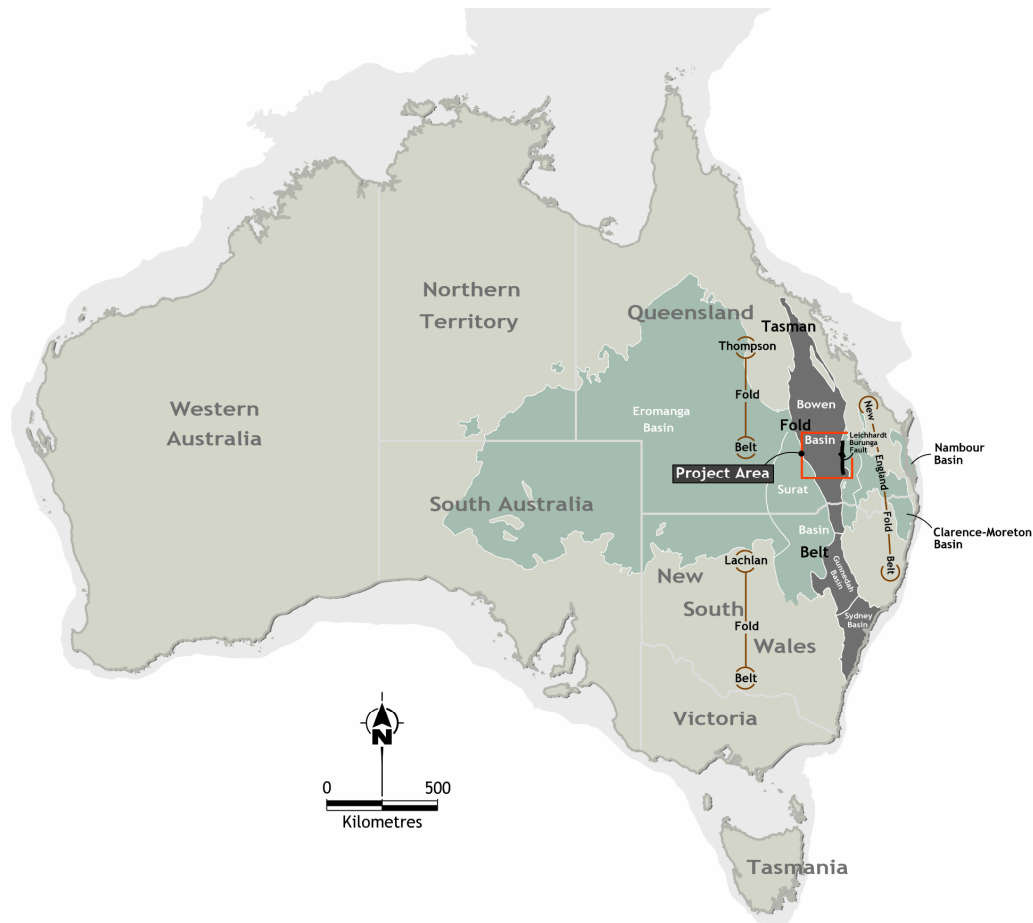 Northern
Territory
Queensland
Tasman
Thompson
Western
Australia
Eromanga
Basin
Fold
Bowen
Fold
Basin
New
England
Fold
Belt
Leichhardt
Burunga
Fault
Belt
Nambour
Basin
Project Area
Surat
South Australia
Basin
Clarence-Moreton
Basin
Belt
Lachlan
New
Gunnedah
Basin
South
Fold
Sydney
Basin
Wales
Belt
Victoria
N
0 500
Kilometres
Tasmania